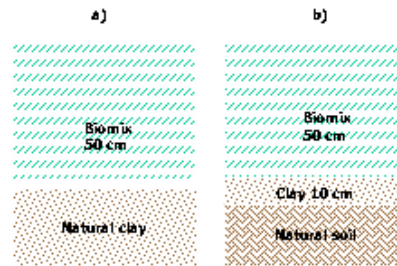 a)
b)
Biomix
50 cm
Biomix
50 cm
Clay 10 cm
Natural clay
Natural soil